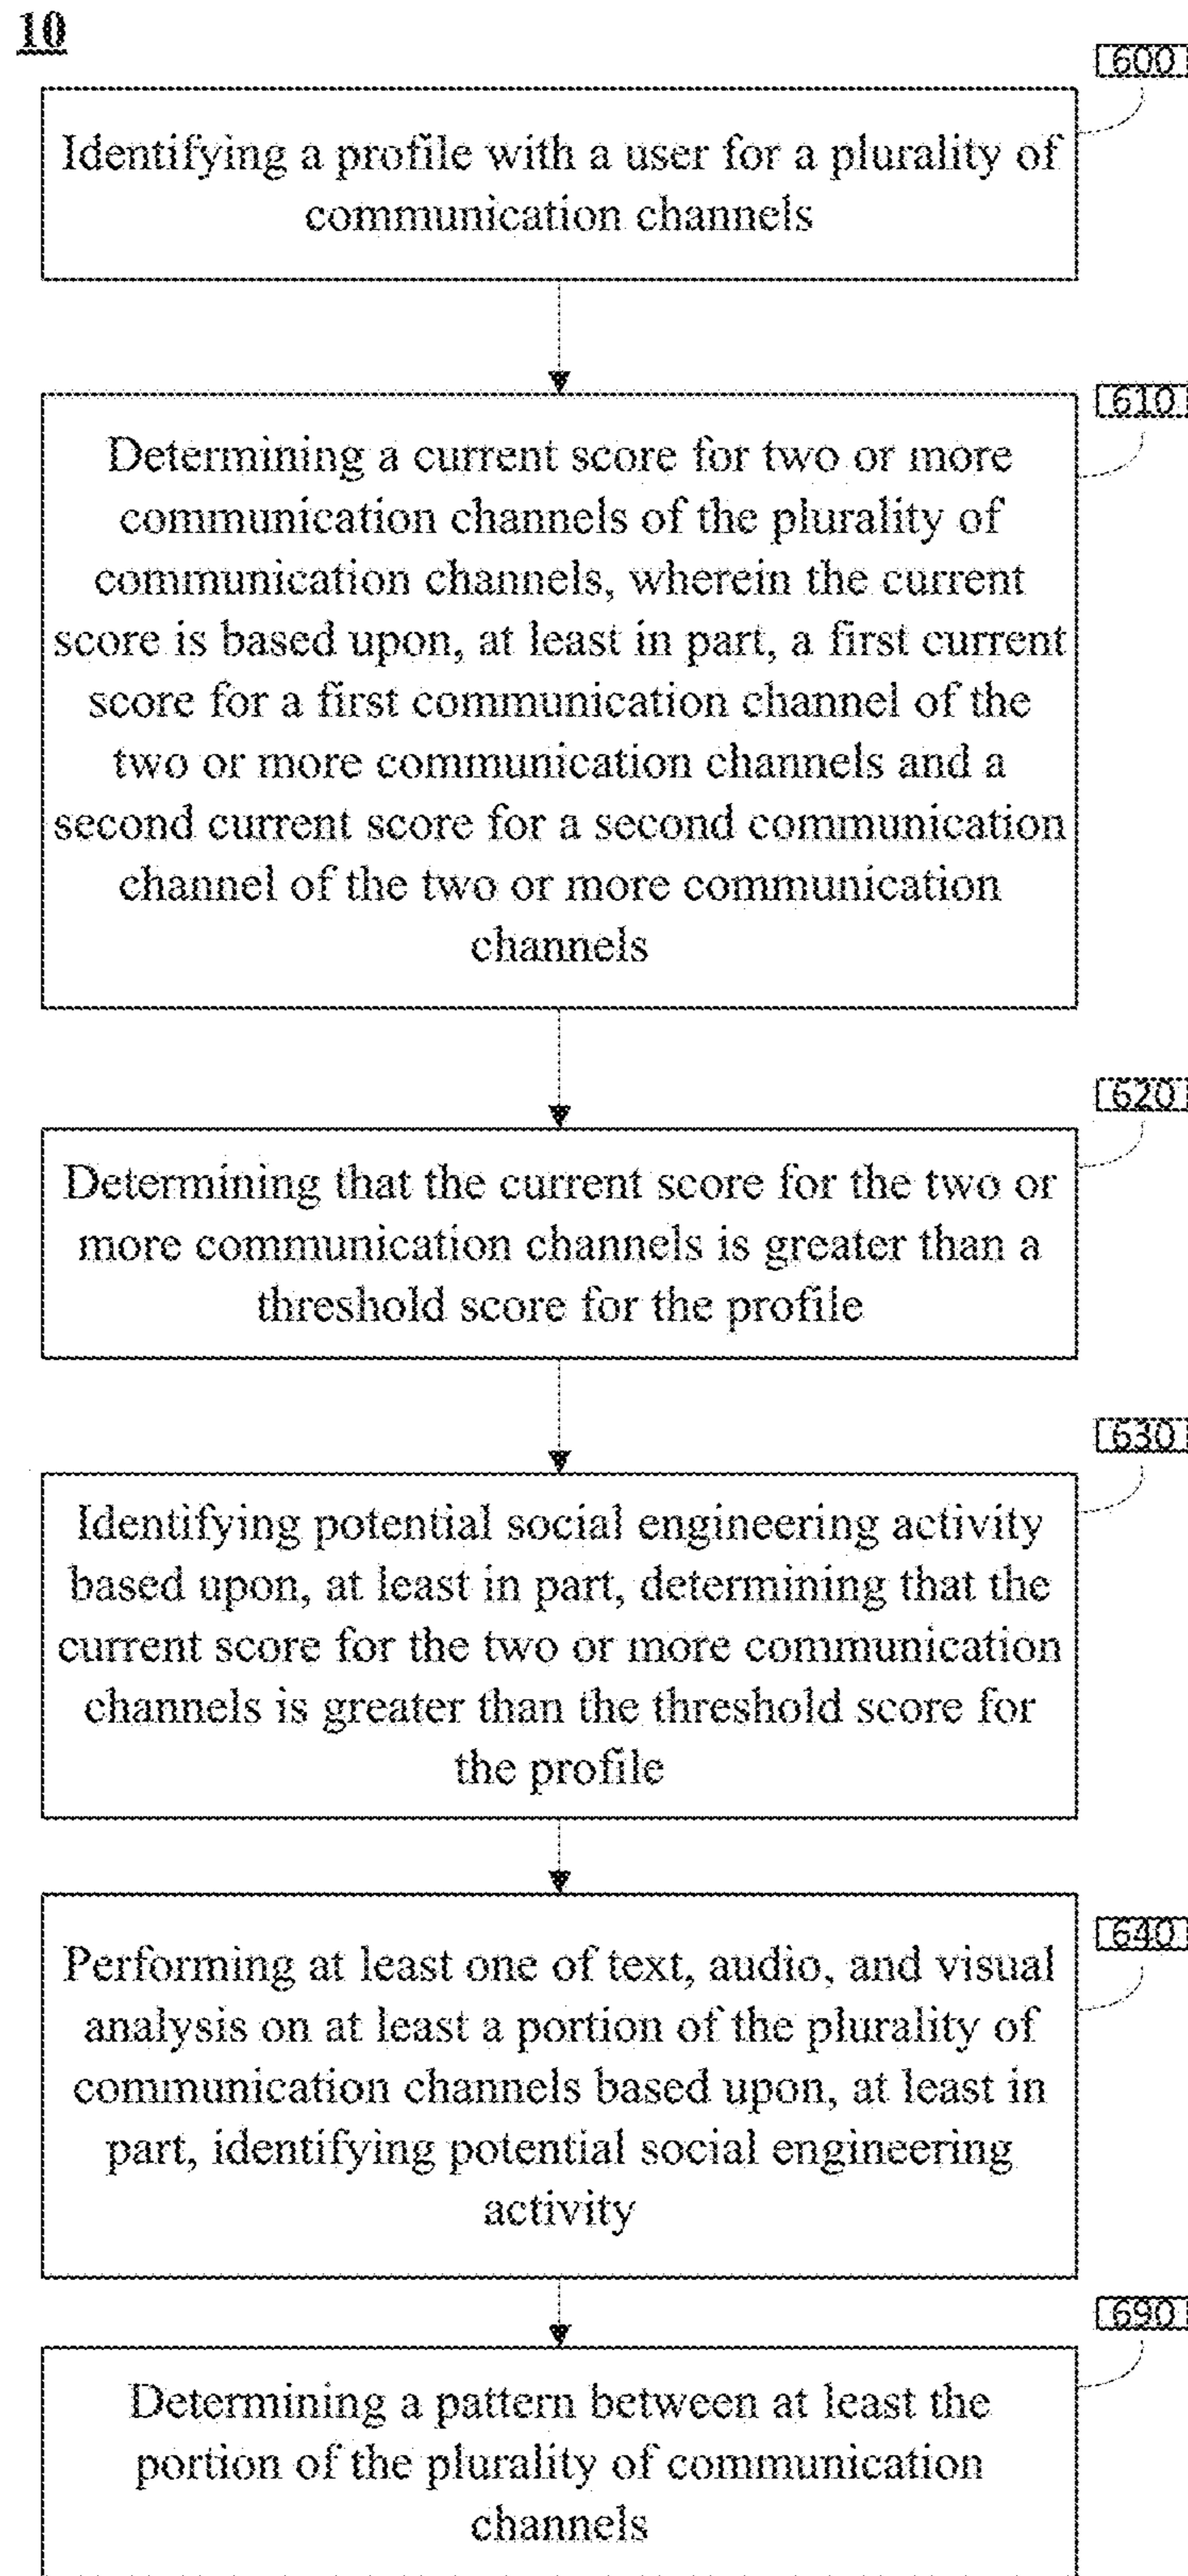 10
600
Identifying a profile with a user for a plurality of
communication channels
610
Determining a current score for two or more
communication channels of the plurality of
communication channels, wherein the current
score is based upon, at least in part, a first current
score for a first communication channel of the
two or more communication channels and a
second current score for a second communication
channel of the two or more communication
channels
620
Determining that the current score for the two or
more communication channels is greater than a
threshold score for the profile
630
Identifying potential social engineering activity
based upon, at least in part, determining that the
current score for the two or more communication
channels is greater than the threshold score for
the profile
640
Performing at least one of text, audio, and visual
analysis on at least a portion of the plurality of
communication channels based upon, at least in
part, identifying potential social engineering
activity
690
Determining a pattern between at least the
portion of the plurality of communication
channels